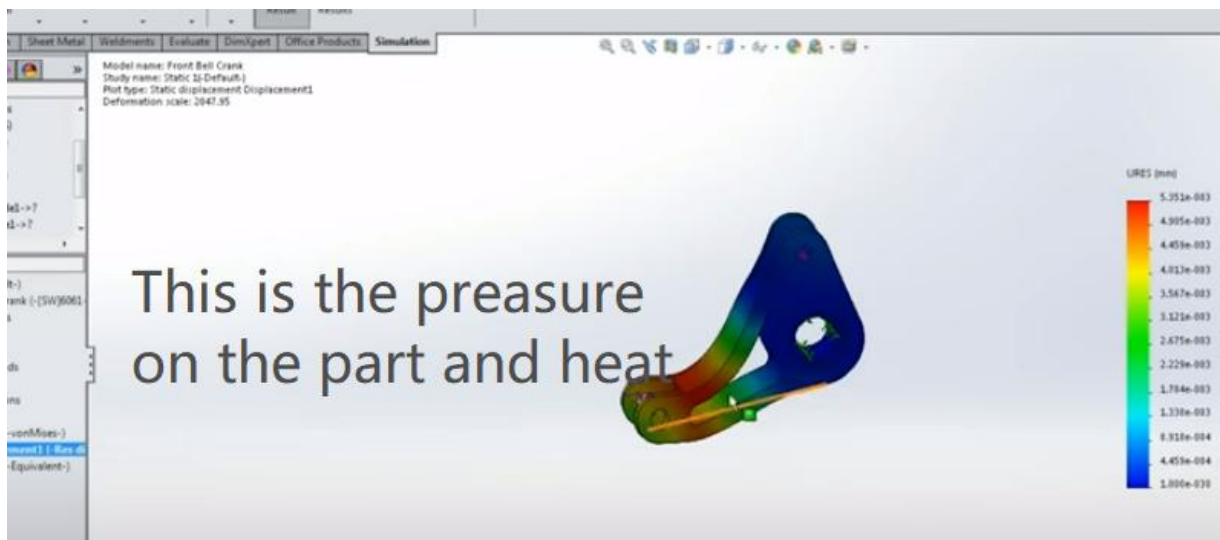 Result
Results
Sheet Metal
Weldments
Evaluate
DimXpert
Office Products
Simulation
Model name: Front Bell Crank
Study name: Static 1(-Default-)
Plot type: Static displacement Displacement1
Deformation scale: 2047.95
This is the preasure
on the part and heat
URES (mm)
5.351e-003
4.905e-003
4.459e-003
4.013e-003
3.567e-003
3.121e-003
2.675e-003
2.229e-003
1.784e-003
1.338e-003
8.918e-004
4.459e-004
1.000e-030
-vonMises-)
-Equivalent-)